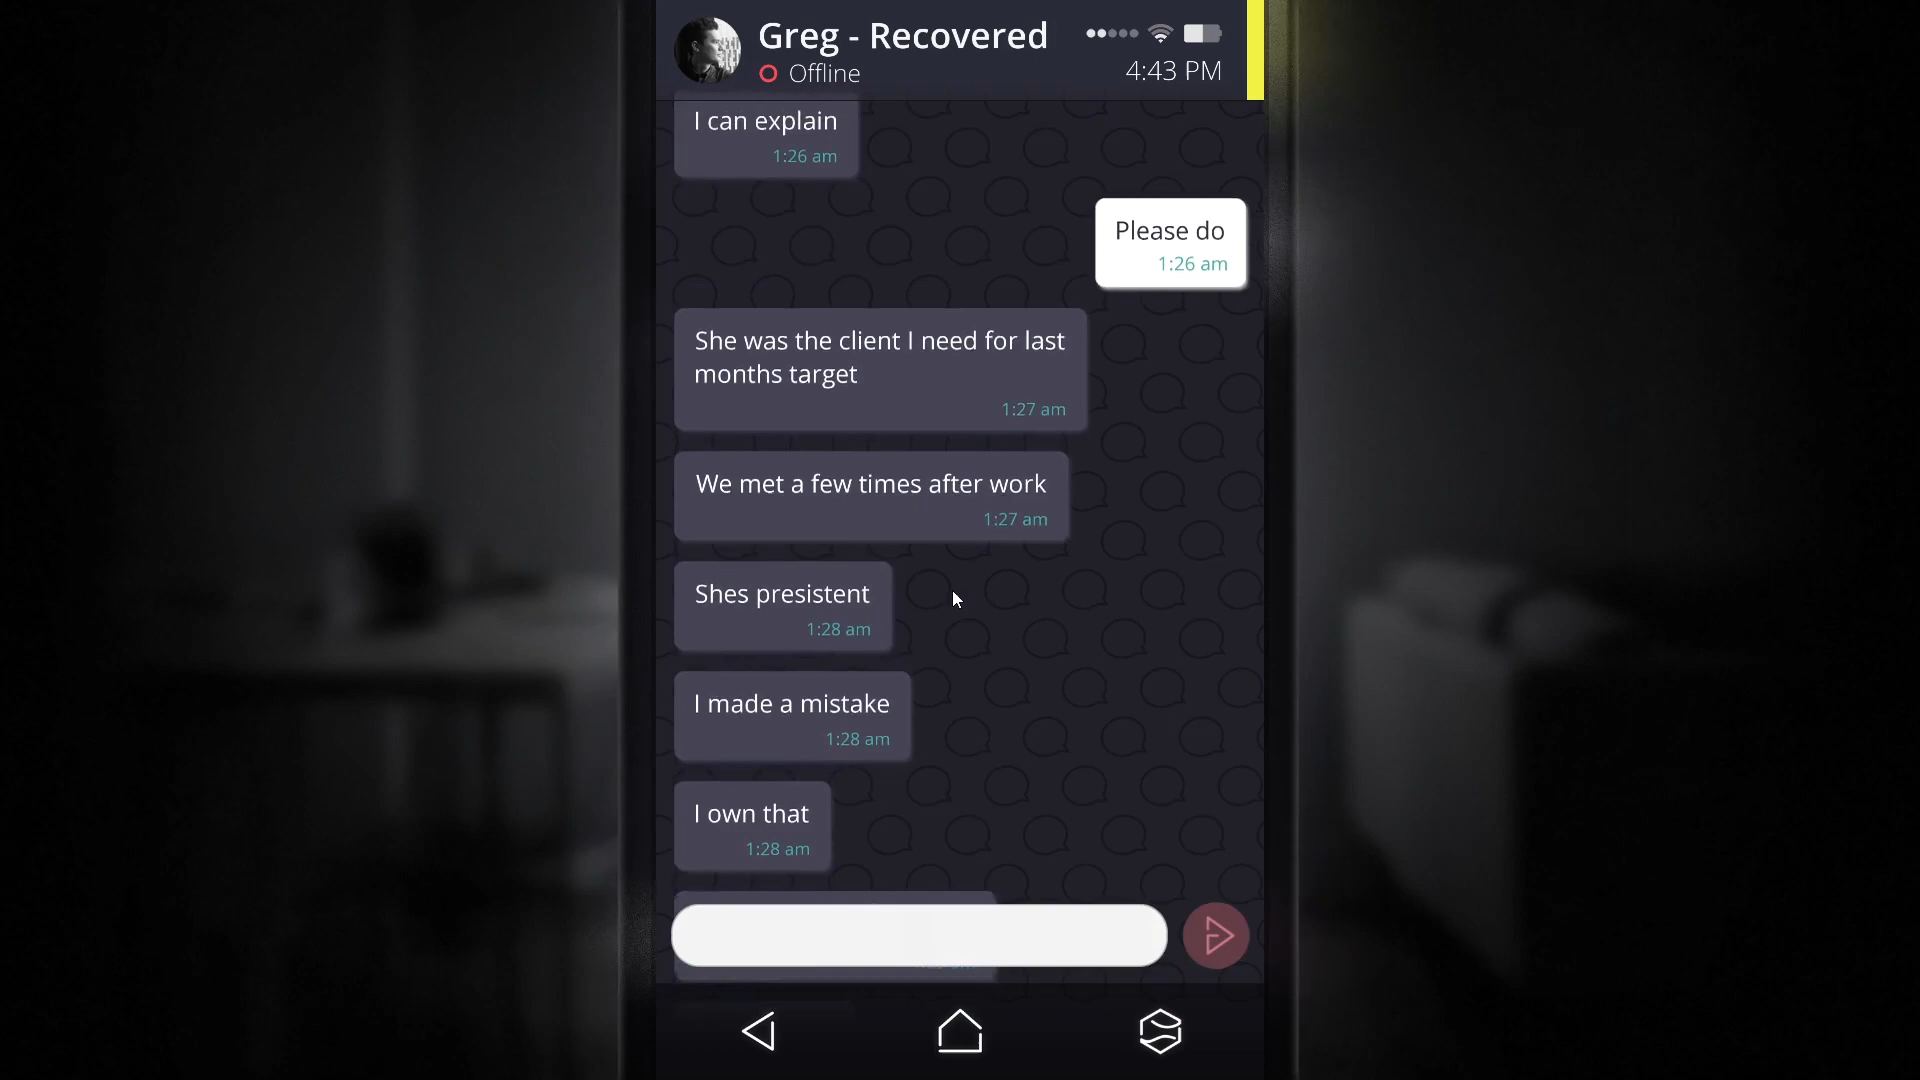 Greg - Recovered
Offline
4:43 PM
I can explain
1:26 am
Please do
1:26 am
She was the client I need for last
months target
1:27 am
We met a few times after work
1:27 am
Shes presistent
1:28 am
I made a mistake
1:28 am
I own that
1:28 am